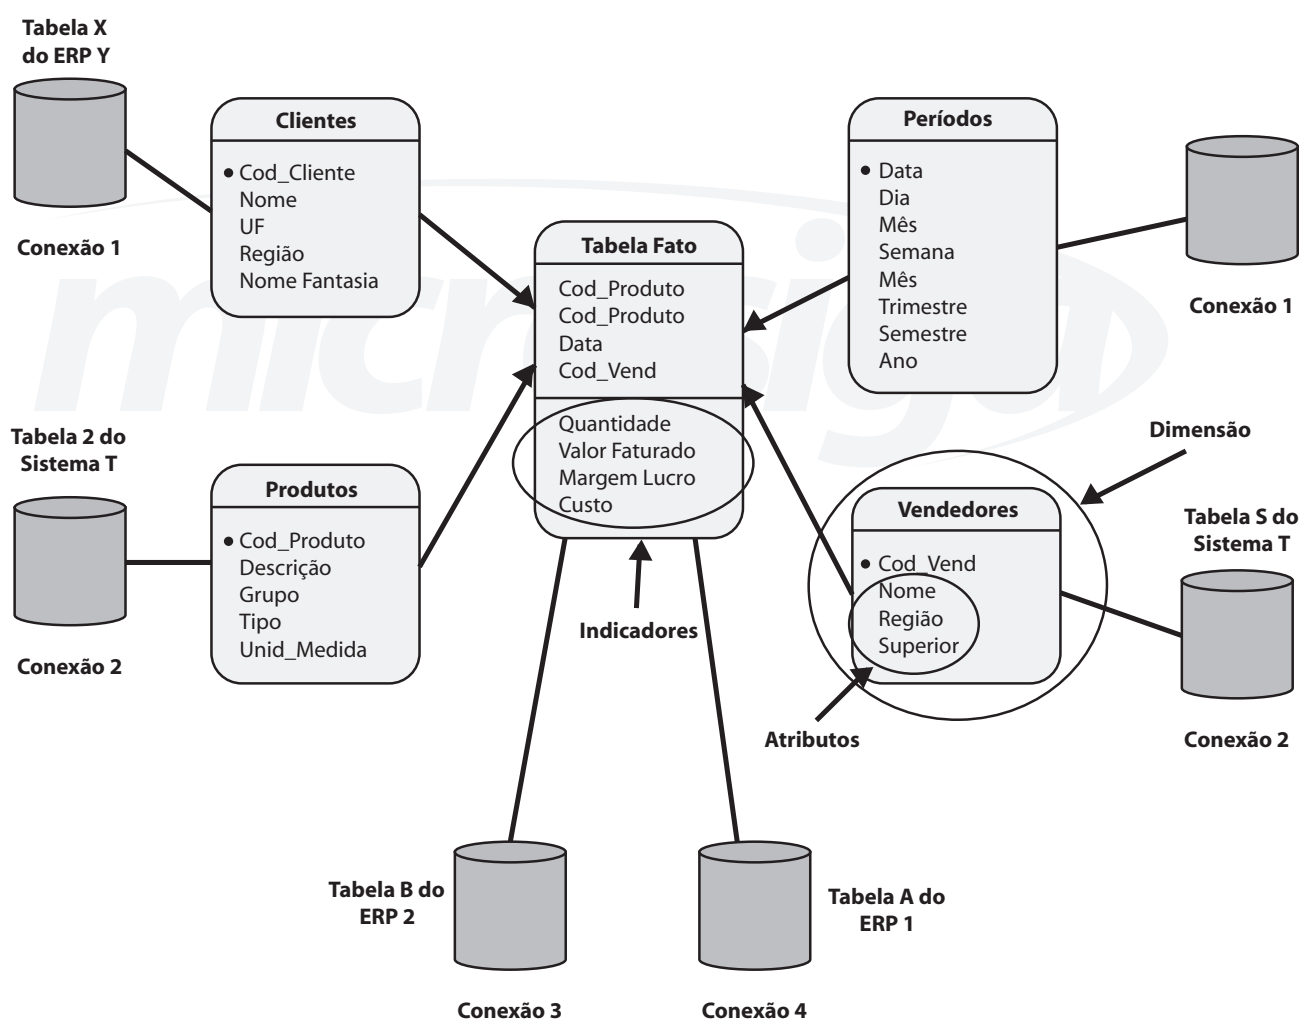 Tabela X
do ERP Y
Conexão 1
Clientes
Cod_Cliente
Nome
UF
Região
Nome Fantasia
Tabela Fato
Cod_Produto
Cod_Produto
Data
Cod_Vend
Quantidade
Valor Faturado
Margem Lucro
Custo
Indicadores
Períodos
Data
Dia
Mês
Semana
Mês
Trimestre
Semestre
Ano
Conexão 1
Tabela 2 do
Sistema T
Conexão 2
Produtos
Cod_Produto
Descrição
Grupo
Tipo
Unid_Medida
Dimensão
Vendedores
Cod_Vend
Nome
Região
Superior
Atributos
Tabela S do
Sistema T
Conexão 2
Tabela B do
ERP 2
Conexão 3
Tabela A do
ERP 1
Conexão 4
microsiga